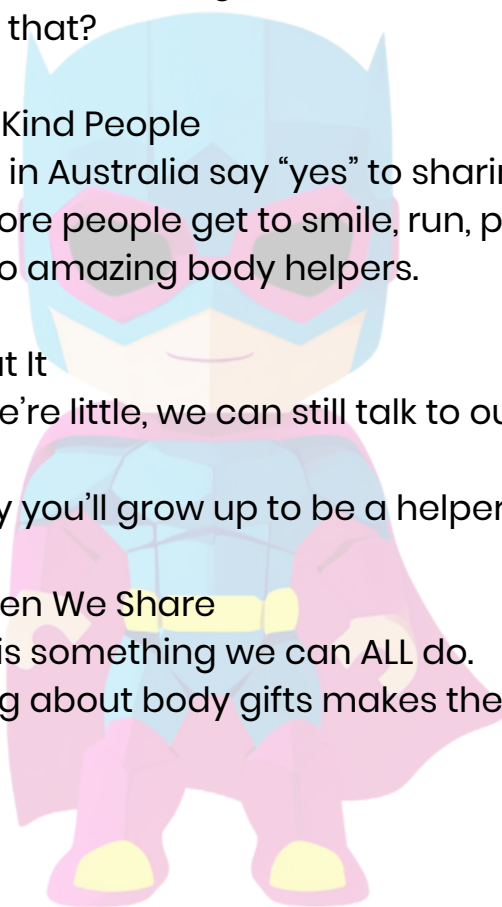 that?
Kind People
in Australia say “yes” to sharin
ore people get to smile, run, p
o amazing body helpers.
ut It
e’re little, we can still talk to ou
y you’ll grow up to be a helper
en We Share
is something we can ALL do.
g about body gifts makes the